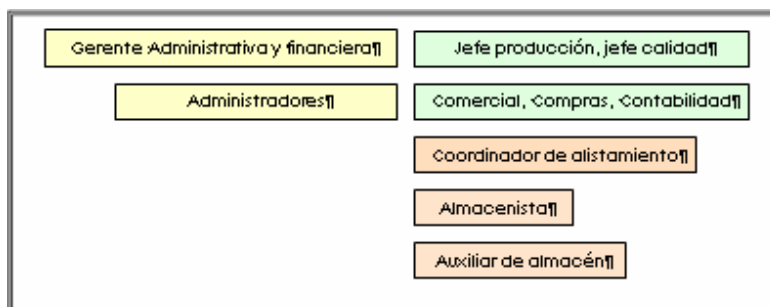 Gerente Administrativa y financiera¶
Jefe producción, jefe calidad¶
Administradores¶
Comercial, Compras, Contabilidad¶
Coordinador de alistamiento¶
Almacenista¶
Auxiliar de almacén¶